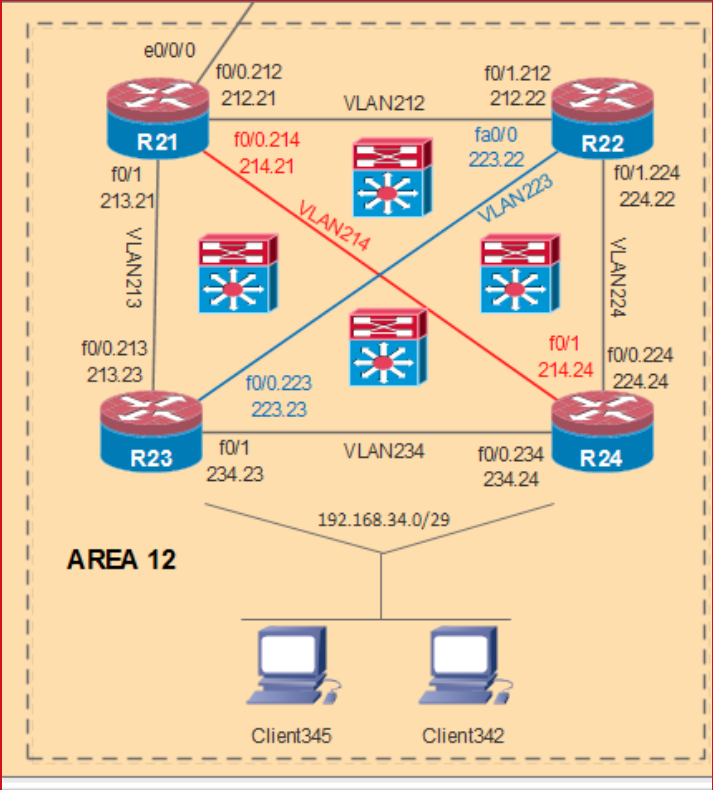 e0/0/0
f0/0.212
212.21
VLAN212
f0/1.212
212.22
R21
R22
f0/0.214
214.21
fa0/0
223.22
f0/1
213.21
f0/1.224
224.22
VLAN214
VLAN223
VLAN213
VLAN224
f0/0.213
213.23
f0/0.223
223.23
f0/1
214.24
f0/0.224
224.24
R23
R24
f0/1
234.23
VLAN234
f0/0.234
234.24
192.168.34.0/29
AREA 12
Client345
Client342